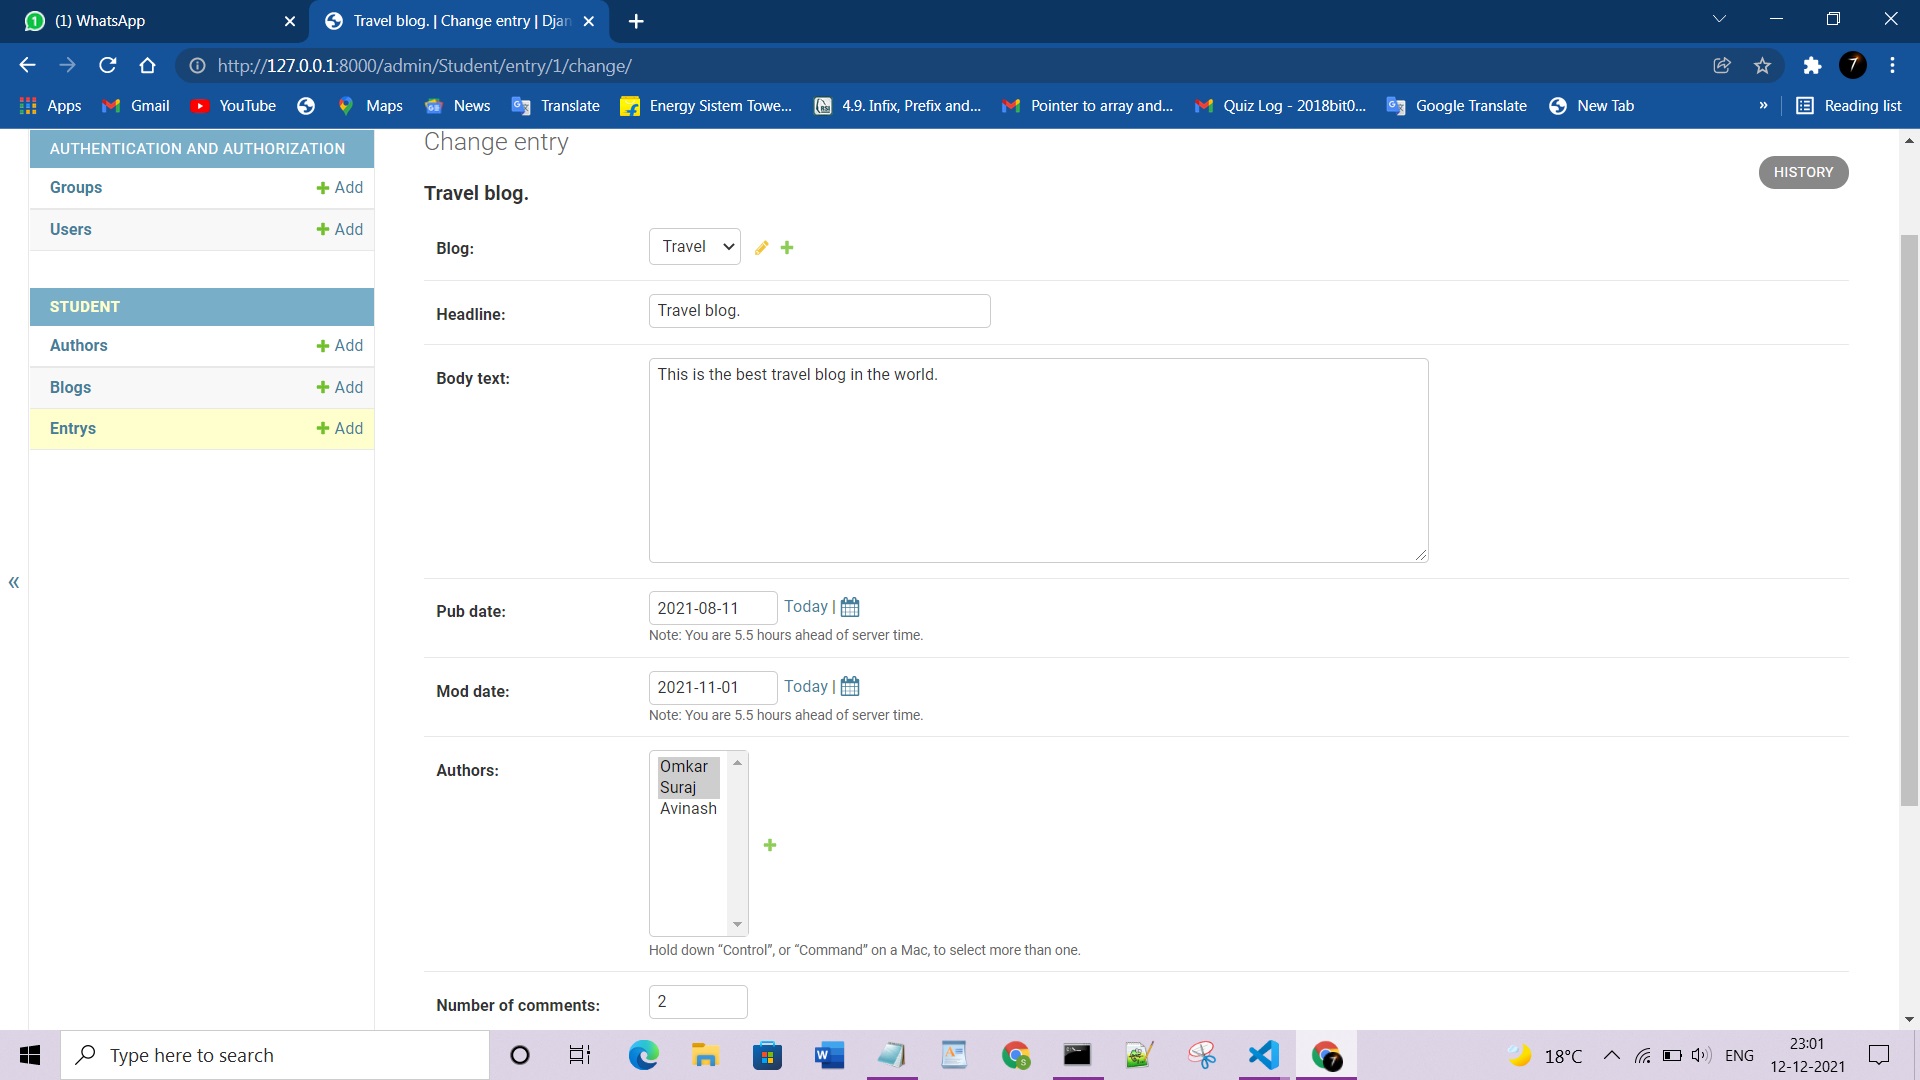 (1) WhatsApp
Travel blog. | Change entry | Djan
http://127.0.0.1:8000/admin/Student/entry/1/change/
Apps Gmail YouTube Maps News Translate Energy Sistem Towe... 4.9. Infix, Prefix and... Pointer to array and... Quiz Log - 2018bit0... Google Translate New Tab » Reading list
AUTHENTICATION AND AUTHORIZATION
Groups + Add
Users + Add
STUDENT
Authors + Add
Blogs + Add
Entrys + Add
«
Change entry
HISTORY
Travel blog.
Blog: Travel
Headline: Travel blog.
Body text: This is the best travel blog in the world.
Pub date: 2021-08-11 Today |
Note: You are 5.5 hours ahead of server time.
Mod date: 2021-11-01 Today |
Note: You are 5.5 hours ahead of server time.
Authors: Omkar
Suraj
Avinash
Hold down “Control”, or “Command” on a Mac, to select more than one.
Number of comments: 2
Type here to search
18°C ENG
23:01
12-12-2021